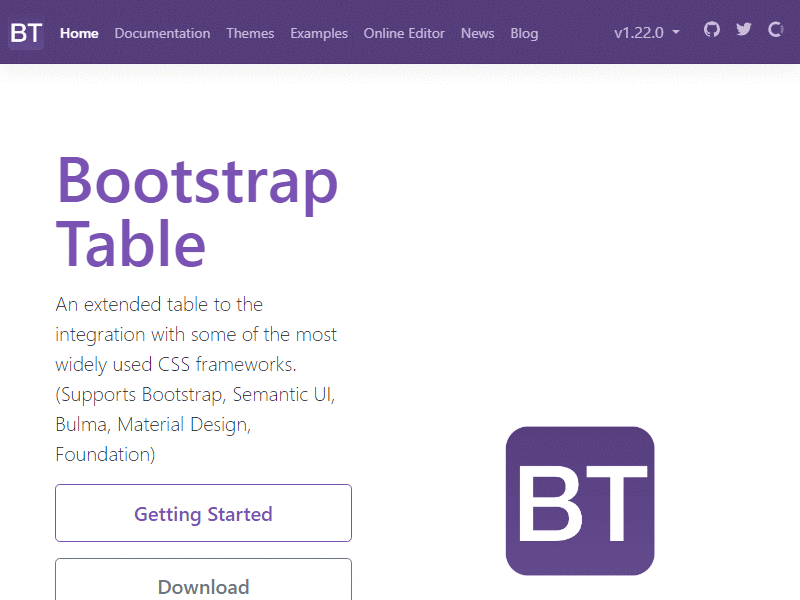 BT Home Documentation Themes Examples Online Editor News Blog v1.22.0
Bootstrap
Table
An extended table to the
integration with some of the most
widely used CSS frameworks.
(Supports Bootstrap, Semantic UI,
Bulma, Material Design,
Foundation)
BT
Getting Started
Download